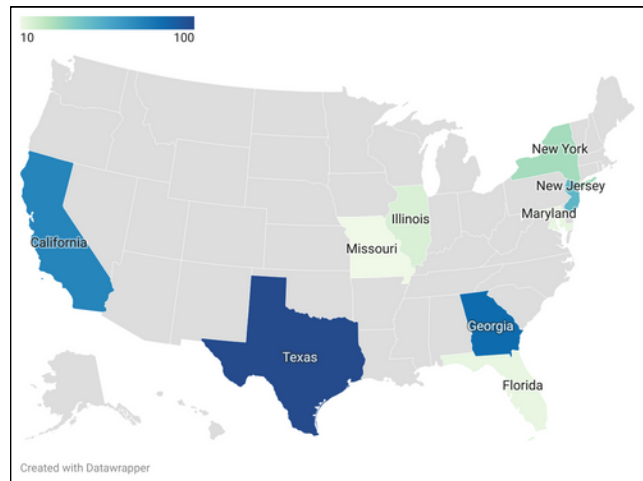 10 100
New York
New Jersey
Maryland
Illinois
Missouri
California
Georgia
Texas
Florida
Created with Datawrapper